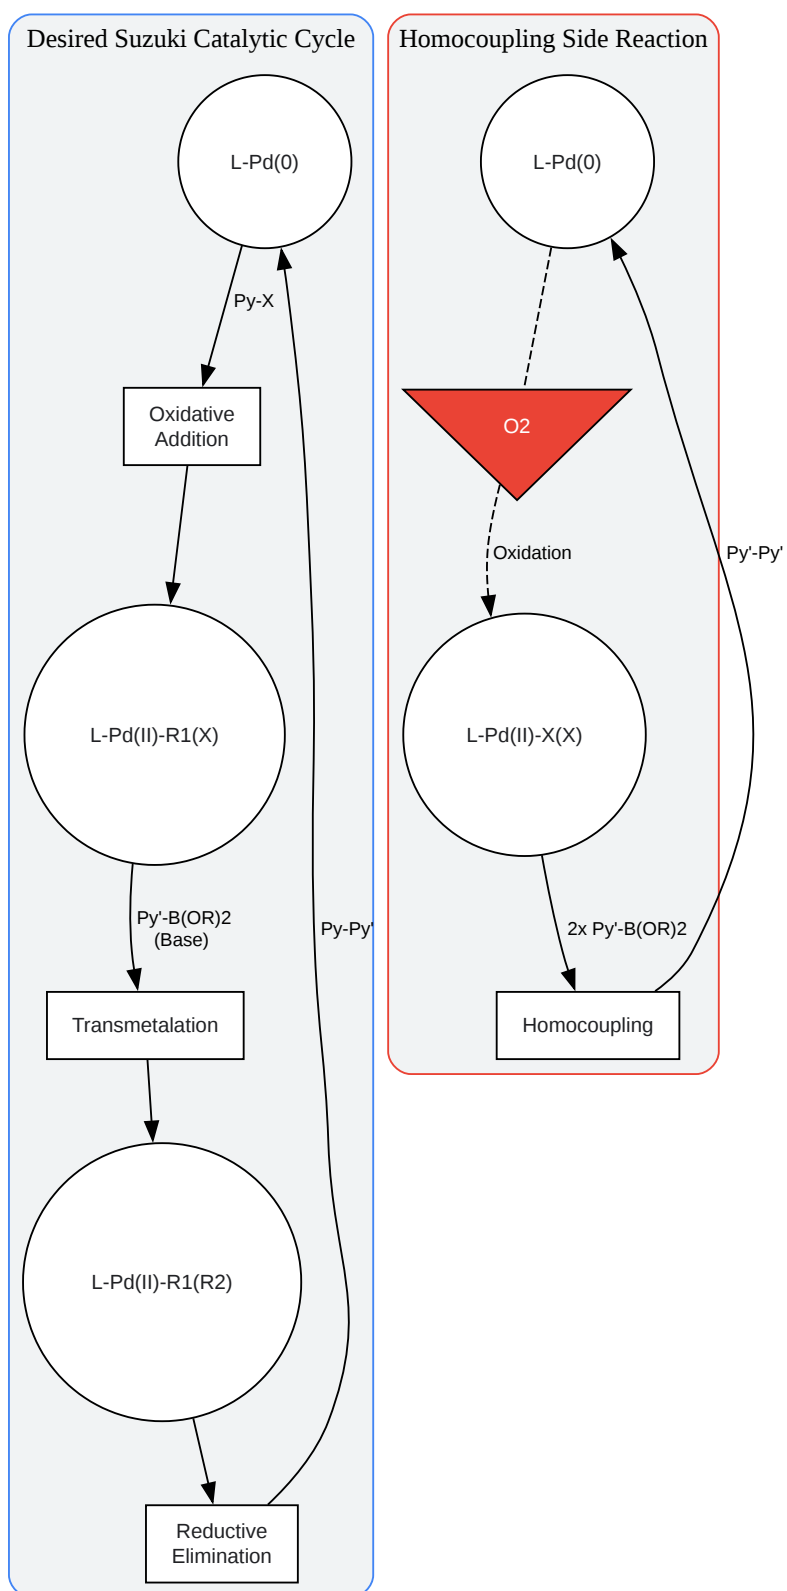 Desired Suzuki Catalytic Cycle
L-Pd(0)
Py-X
Oxidative
Addition
L-Pd(II)-R1(X)
Py'-B(OR)2
(Base)
Py-Py'
Transmetalation
L-Pd(II)-R1(R2)
Reductive
Elimination
Homocoupling Side Reaction
L-Pd(0)
O2
Oxidation
Py'-Py'
L-Pd(II)-X(X)
2x Py'-B(OR)2
Homocoupling